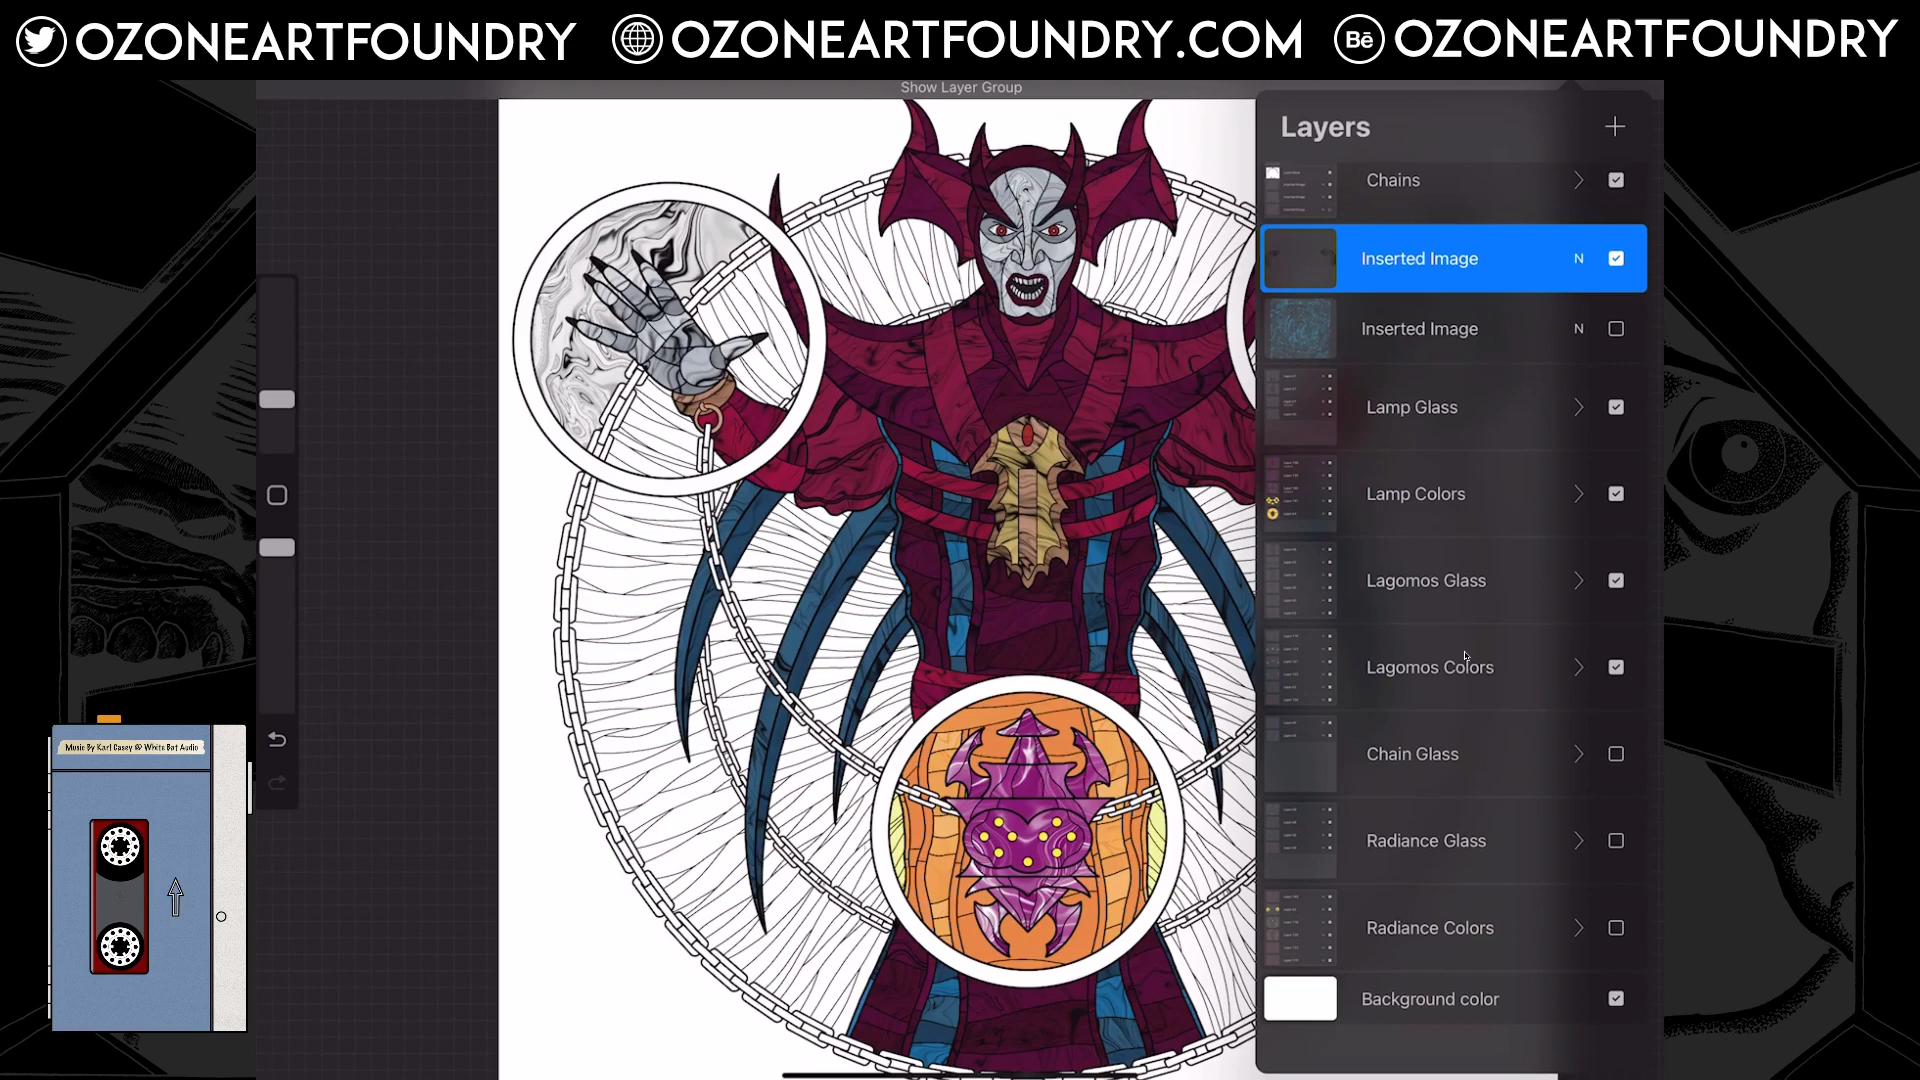 OZONEARTFOUNDRY
OZONEARTFOUNDRY.COM
Bē OZONEARTFOUNDRY
Show Layer Group
Layers
Chains
Inserted Image N
Inserted Image N
Lamp Glass
Lamp Colors
Lagomos Glass
Lagomos Colors
Chain Glass
Radiance Glass
Radiance Colors
Background color
Music By Karl Casey @ White Bat Audio